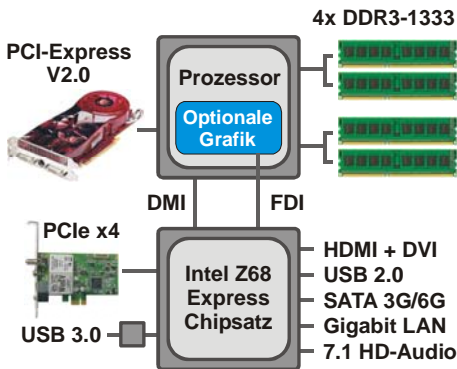 4x DDR3-1333
PCI-Express
V2.0
Prozessor
Optionale
Grafik
DMI
FDI
PCIe x4
Intel Z68
Express
Chipsatz
USB 3.0
HDMI + DVI
USB 2.0
SATA 3G/6G
Gigabit LAN
7.1 HD-Audio